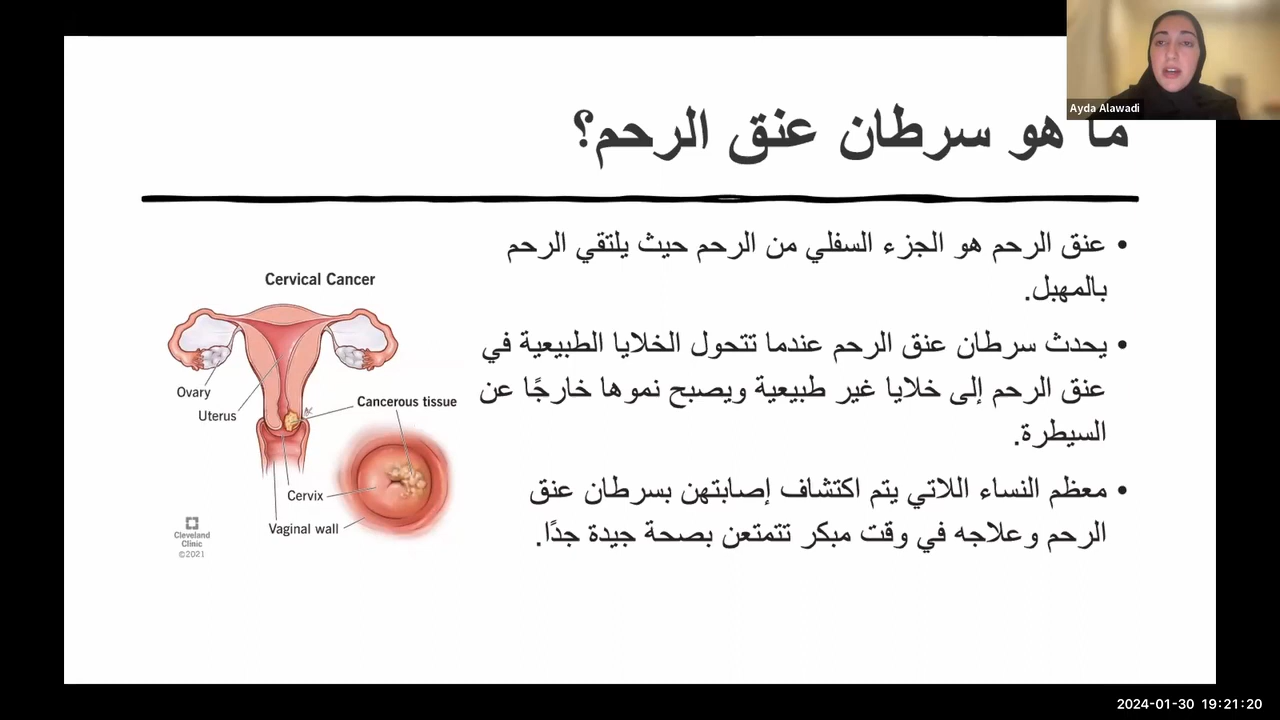 Ayda Alawadi
ما هو سرطان عنق الرحم؟
• عنق الرحم هو الجزء السفلي من الرحم حيث يلتقي الرحم
بالمهبل.
• يحدث سرطان عنق الرحم عندما تتحول الخلايا الطبيعية في
عنق الرحم إلى خلايا غير طبيعية ويصبح نموها خارجًا عن
السيطرة.
• معظم النساء اللاتي يتم اكتشاف إصابتهن بسرطان عنق
الرحم وعلاجه في وقت مبكر تتمتعن بصحة جيدة جدًا.
Cervical Cancer
Ovary
Uterus
Cancerous tissue
Cervix
Vaginal wall
Cleveland
Clinic
©2021
2024-01-30 19:21:20